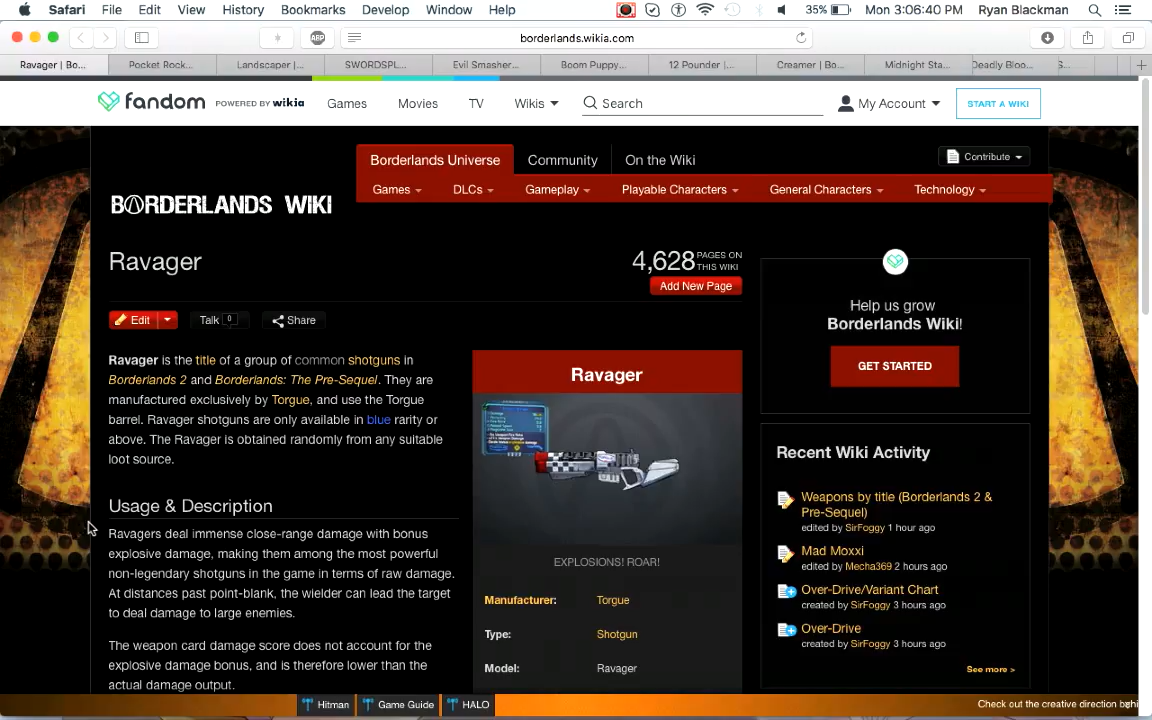 Safari File Edit View History Bookmarks Develop Window Help 35% Mon 3:06:40 PM Ryan Blackman
ABP borderlands.wikia.com
Ravager | Bo... Pocket Rock... Landscaper |... SWORDSPL... Evil Smasher... Boom Puppy... 12 Pounder |... Creamer | Bo... Midnight Sta... Deadly Bloo... S...
fandom POWERED BY wikia Games Movies TV Wikis Search My Account START A WIKI
Borderlands Universe Community On the Wiki Contribute
Games DLCs Gameplay Playable Characters General Characters Technology
BORDERLANDS WIKI
Ravager
4,628 PAGES ON
THIS WIKI
Add New Page
Edit Talk 0 Share
Ravager is the title of a group of common shotguns in
Borderlands 2 and Borderlands: The Pre-Sequel. They are
manufactured exclusively by Torgue, and use the Torgue
barrel. Ravager shotguns are only available in blue rarity or
above. The Ravager is obtained randomly from any suitable
loot source.
Usage & Description
Ravagers deal immense close-range damage with bonus
explosive damage, making them among the most powerful
non-legendary shotguns in the game in terms of raw damage.
At distances past point-blank, the wielder can lead the target
to deal damage to large enemies.
The weapon card damage score does not account for the
explosive damage bonus, and is therefore lower than the
actual damage output.
Ravager
EXPLOSIONS! ROAR!
Manufacturer: Torgue
Type: Shotgun
Model: Ravager
Help us grow
Borderlands Wiki!
GET STARTED
Recent Wiki Activity
Weapons by title (Borderlands 2 &
Pre-Sequel)
edited by SirFoggy 1 hour ago
Mad Moxxi
edited by Mecha369 2 hours ago
Over-Drive/Variant Chart
created by SirFoggy 3 hours ago
Over-Drive
created by SirFoggy 3 hours ago
See more >
Hitman Game Guide HALO Check out the creative direction behi